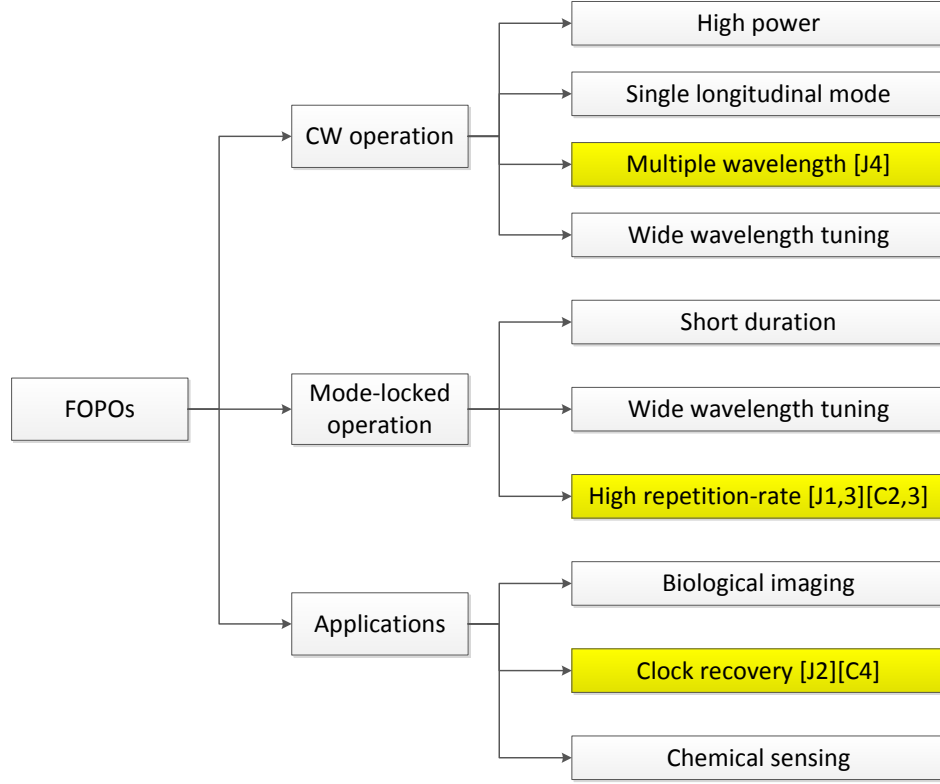 High power
Single longitudinal mode
CW operation
Multiple wavelength [J4]
Wide wavelength tuning
Short duration
FOPOs
Mode-locked
operation
Wide wavelength tuning
High repetition-rate [J1,3][C2,3]
Biological imaging
Applications
Clock recovery [J2][C4]
Chemical sensing